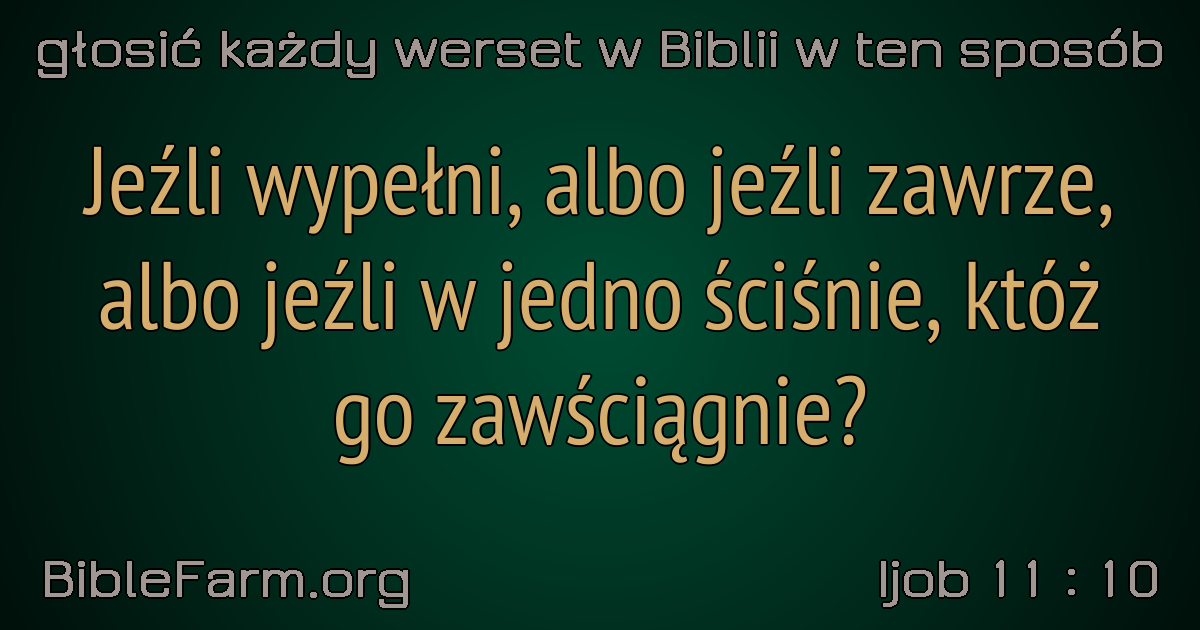 głosić każdy werset w Biblii w ten sposób
Jeźli wypełni, albo jeźli zawrze,
albo jeźli w jedno ściśnie, któż
go zawściągnie?
BibleFarm.org
Ijob 11 : 10